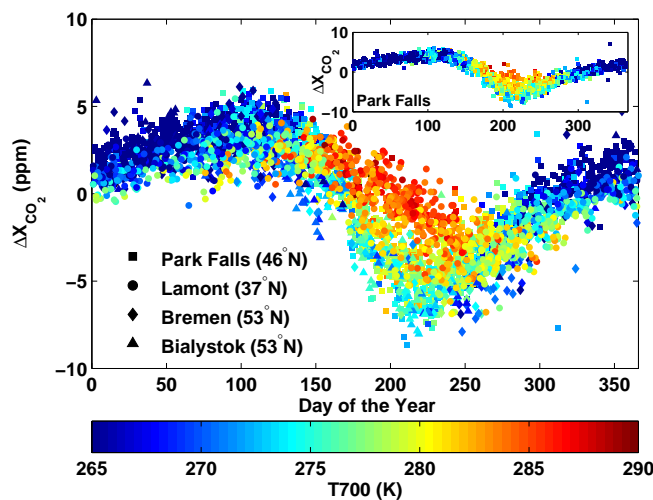 10
5
0
−5
−10
ΔXCO2 (ppm)
10
0
−10
ΔXCO2
Park Falls
0 100 200 300
Park Falls (46°N)
Lamont (37°N)
Bremen (53°N)
Bialystok (53°N)
0 50 100 150 200 250 300 350
Day of the Year
265 270 275 280 285 290
T700 (K)